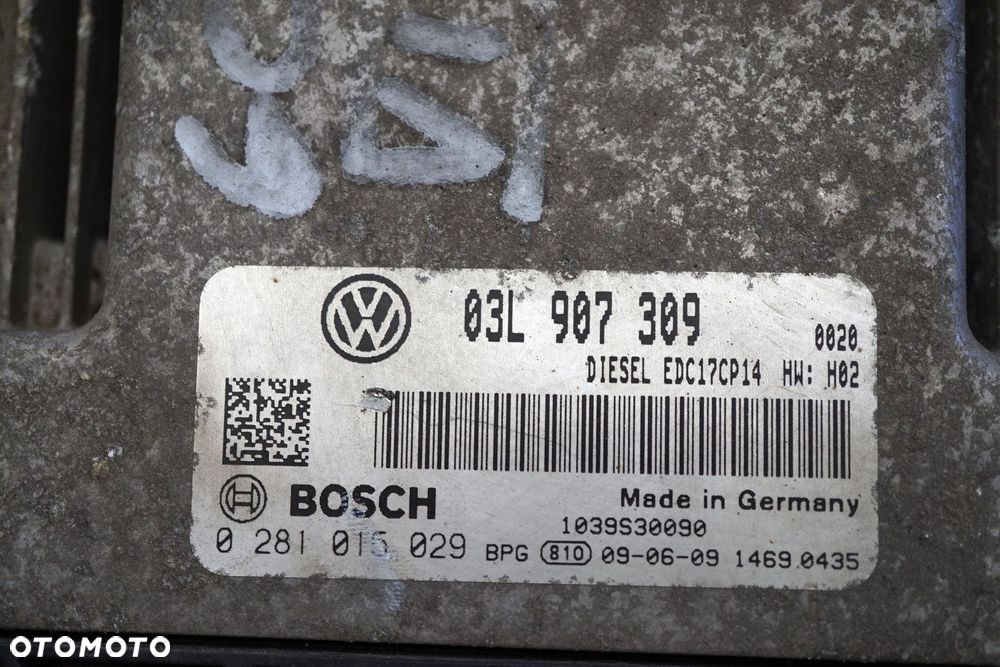 03L 907 309
0020
DIESEL EDC17CP14 HW: H02
BOSCH
Made in Germany
1039S30090
0 281 015 029 BPG 810 09-06-09 1469.0435
OTOMOTO